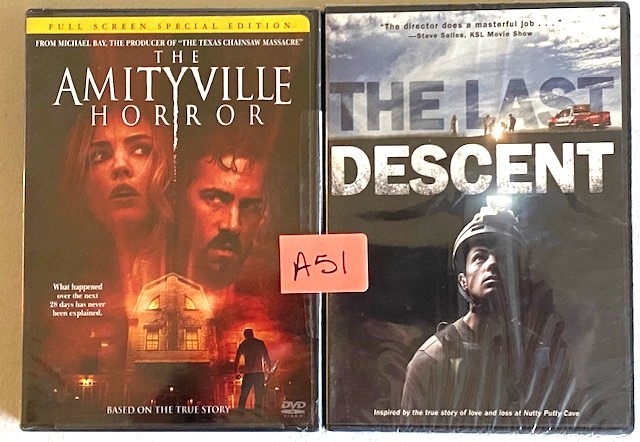 FULL SCREEN SPECIAL EDITION
FROM MICHAEL BAY, THE PRODUCER OF "THE TEXAS CHAINSAW MASSACRE"
THE
AMITYVILLE
HORROR
What happened
over the next
28 days has never
been explained.
DVD
VIDEO
BASED ON THE TRUE STORY
A51
"The director does a masterful job . . . ."
—Steve Salles, KSL Movie Show
THE LAST
DESCENT
Inspired by the true story of love and loss at Nutty Putty Cave